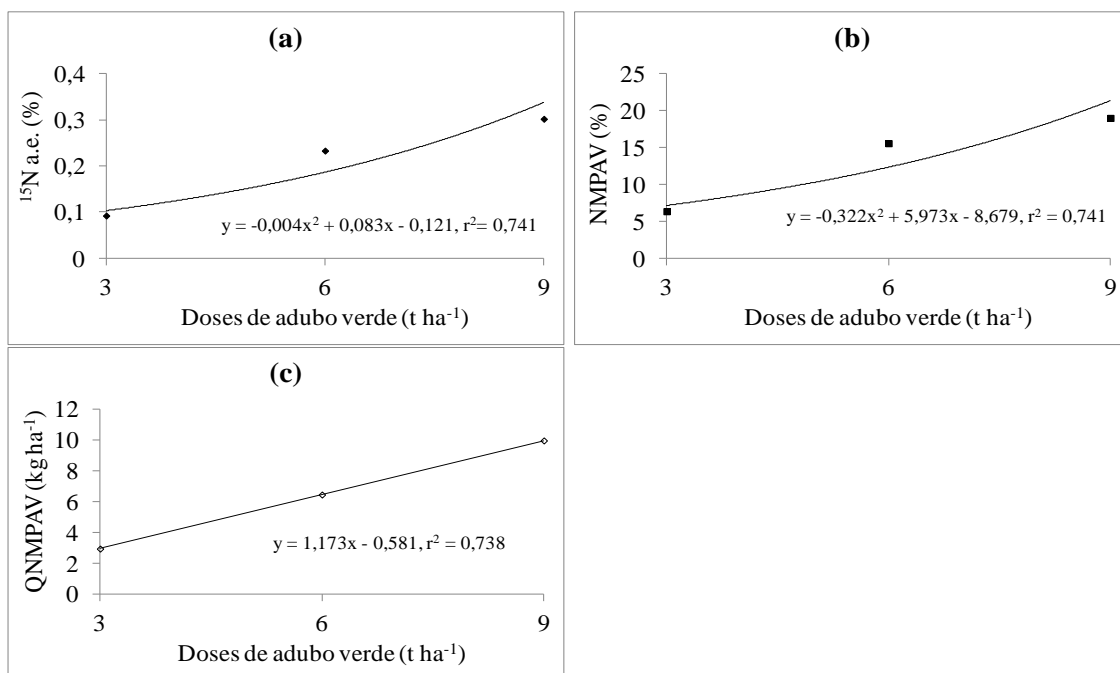 (a)
0,4
0,3
0,2
0,1
0
¹⁵N a.e. (%)
y = -0,004x² + 0,083x - 0,121, r²= 0,741
3 6 9
Doses de adubo verde (t ha⁻¹)
(b)
25
20
15
10
5
0
NMPAV (%)
y = -0,322x² + 5,973x - 8,679, r² = 0,741
3 6 9
Doses de adubo verde (t ha⁻¹)
(c)
12
10
8
6
4
2
0
QNMPAV (kg ha⁻¹)
y = 1,173x - 0,581, r² = 0,738
3 6 9
Doses de adubo verde (t ha⁻¹)